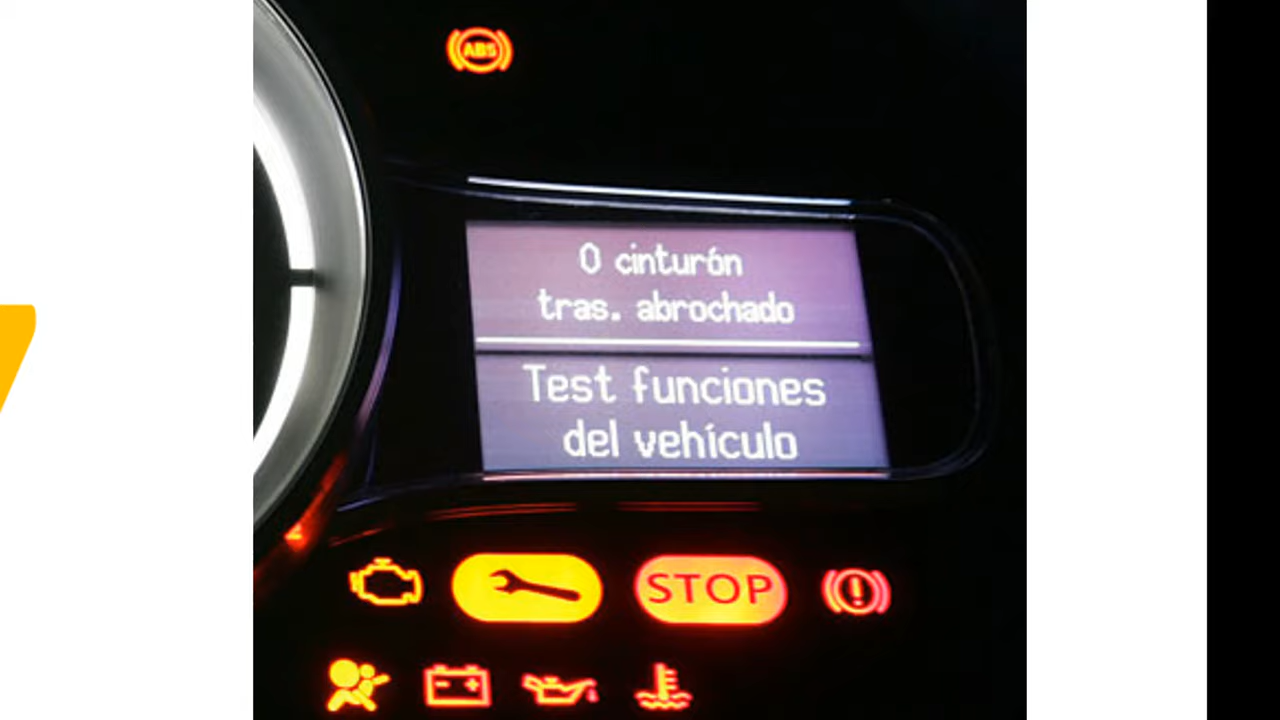 ABS
0 cinturón
tras. abrochado
Test funciones
del vehículo
STOP